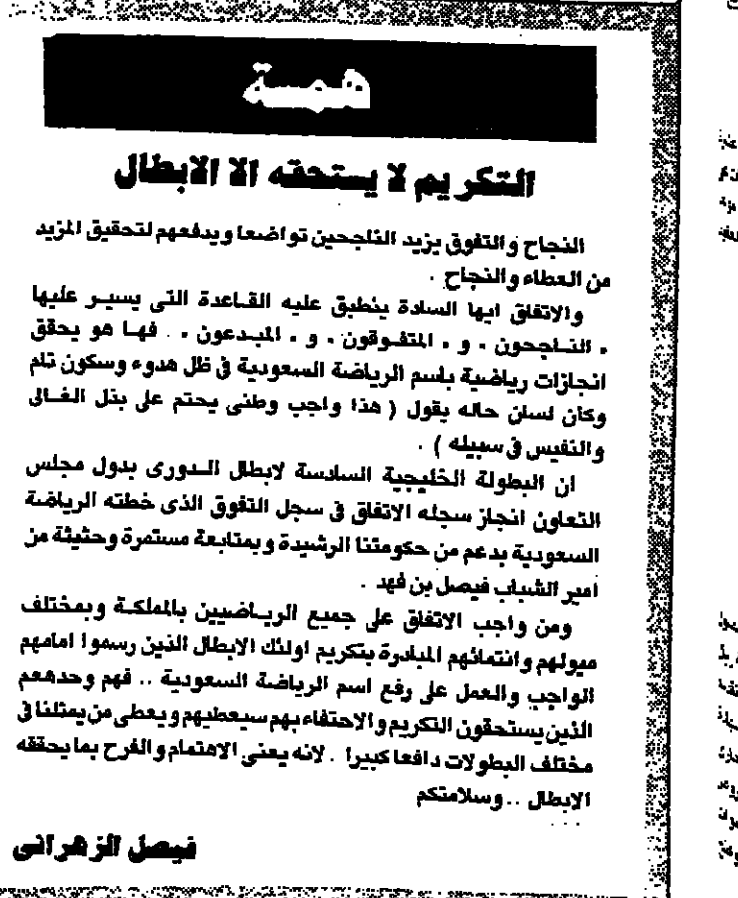 همسة
التكريم لا يستحقه الا الابطال
النجاح والتفوق يزيد الناجحين تواضعا ويدفعهم لتحقيق المزيد
من العطاء والنجاح .
والاتفاق ايها السادة ينطبق عليه القاعدة التى يسير عليها
« الناجحون » و « المتفوقون » و « المبدعون » . فها هو يحقق
انجازات رياضية باسم الرياضة السعودية في ظل هدوء وسكون تام
وكأن لسان حاله يقول ( هذا واجب وطنى يحتم على بذل الغالى
والنفيس في سبيله ) .
ان البطولة الخليجية السادسة لابطال الدورى بدول مجلس
التعاون انجاز سجله الاتفاق في سجل التفوق الذى خطته الرياضة
السعودية بدعم من حكومتنا الرشيدة وبمتابعة مستمرة وحثيثة من
امير الشباب فيصل بن فهد .
ومن واجب الاتفاق على جميع الرياضيين بالمملكة وبمختلف
ميولهم وانتمائهم المبادرة بتكريم اولئك الابطال الذين رسموا امامهم
الواجب والعمل على رفع اسم الرياضة السعودية .. فهم وحدهم
الذين يستحقون التكريم والاحتفاء بهم سيعطيهم ويعطى من يمثلنا في
مختلف البطولات دافعا كبيرا . لانه يعنى الاهتمام والفرح بما يحققه
الابطال .. وسلامتكم
. . .
فيصل الزهرانى